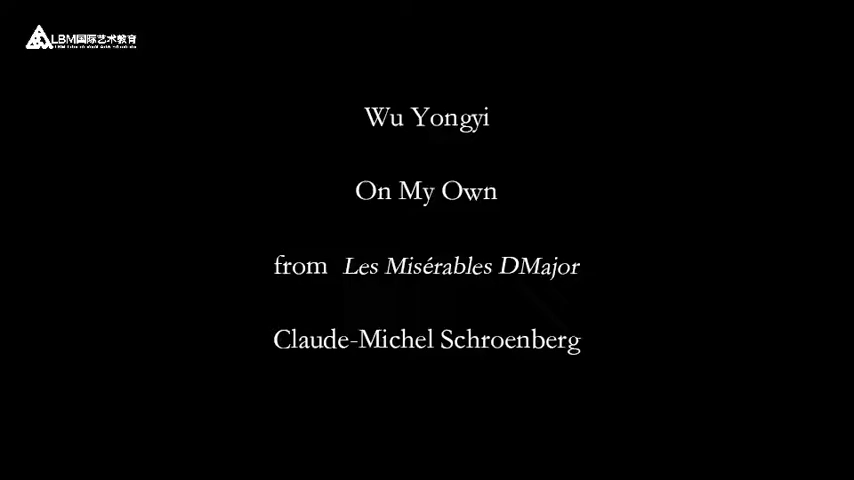 LBM国际艺术教育
Wu Yongyi
On My Own
from Les Misérables DMajor
Claude-Michel Schroenberg